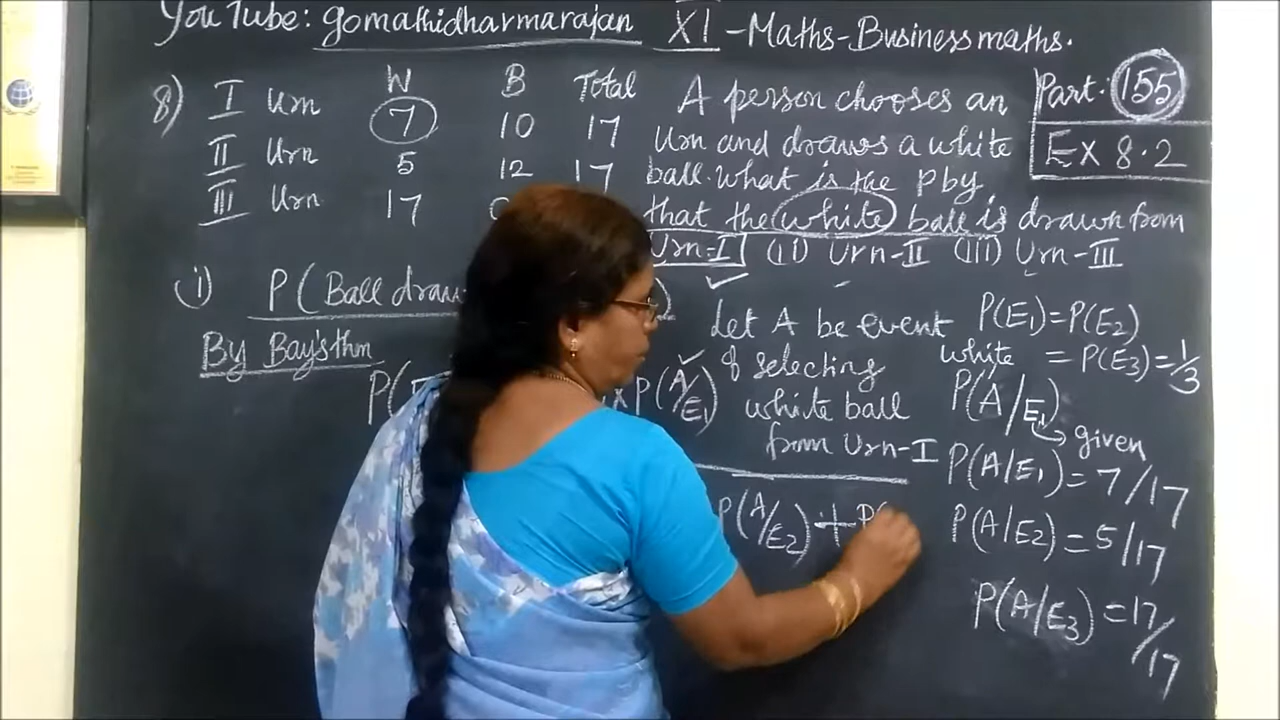 You Tube: gomathidharmarajan XI - Maths - Business maths.
Part: 155
Ex 8.2
8) W B Total
I Urn 7 10 17
II Urn 5 12 17
III Urn 17
A person chooses an
Urn and draws a white
ball. What is the pby
that the white ball is drawn from
Urn-I (ii) Urn-II (iii) Urn-III
i) P(Ball draw
By Bay's thm
P(
x P(A/E1)
P(A/E2) + P(
Let A be event
of selecting
white ball
from Urn-I
white
P(E1) = P(E2)
= P(E3) = 1/3
P(A/E1)
given
P(A/E1) = 7/17
P(A/E2) = 5/17
P(A/E3) = 17/17